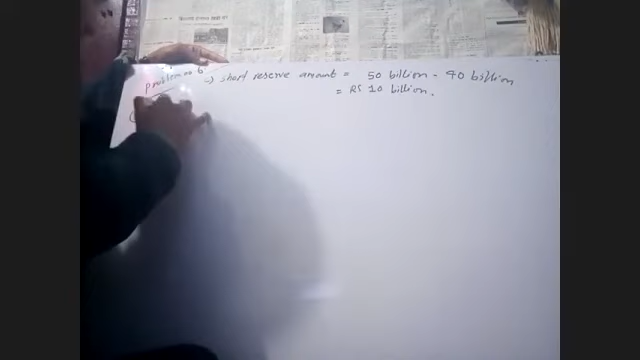 problem no 6
→ short reserve amount = 50 billion - 40 billion
= RS 10 billion.